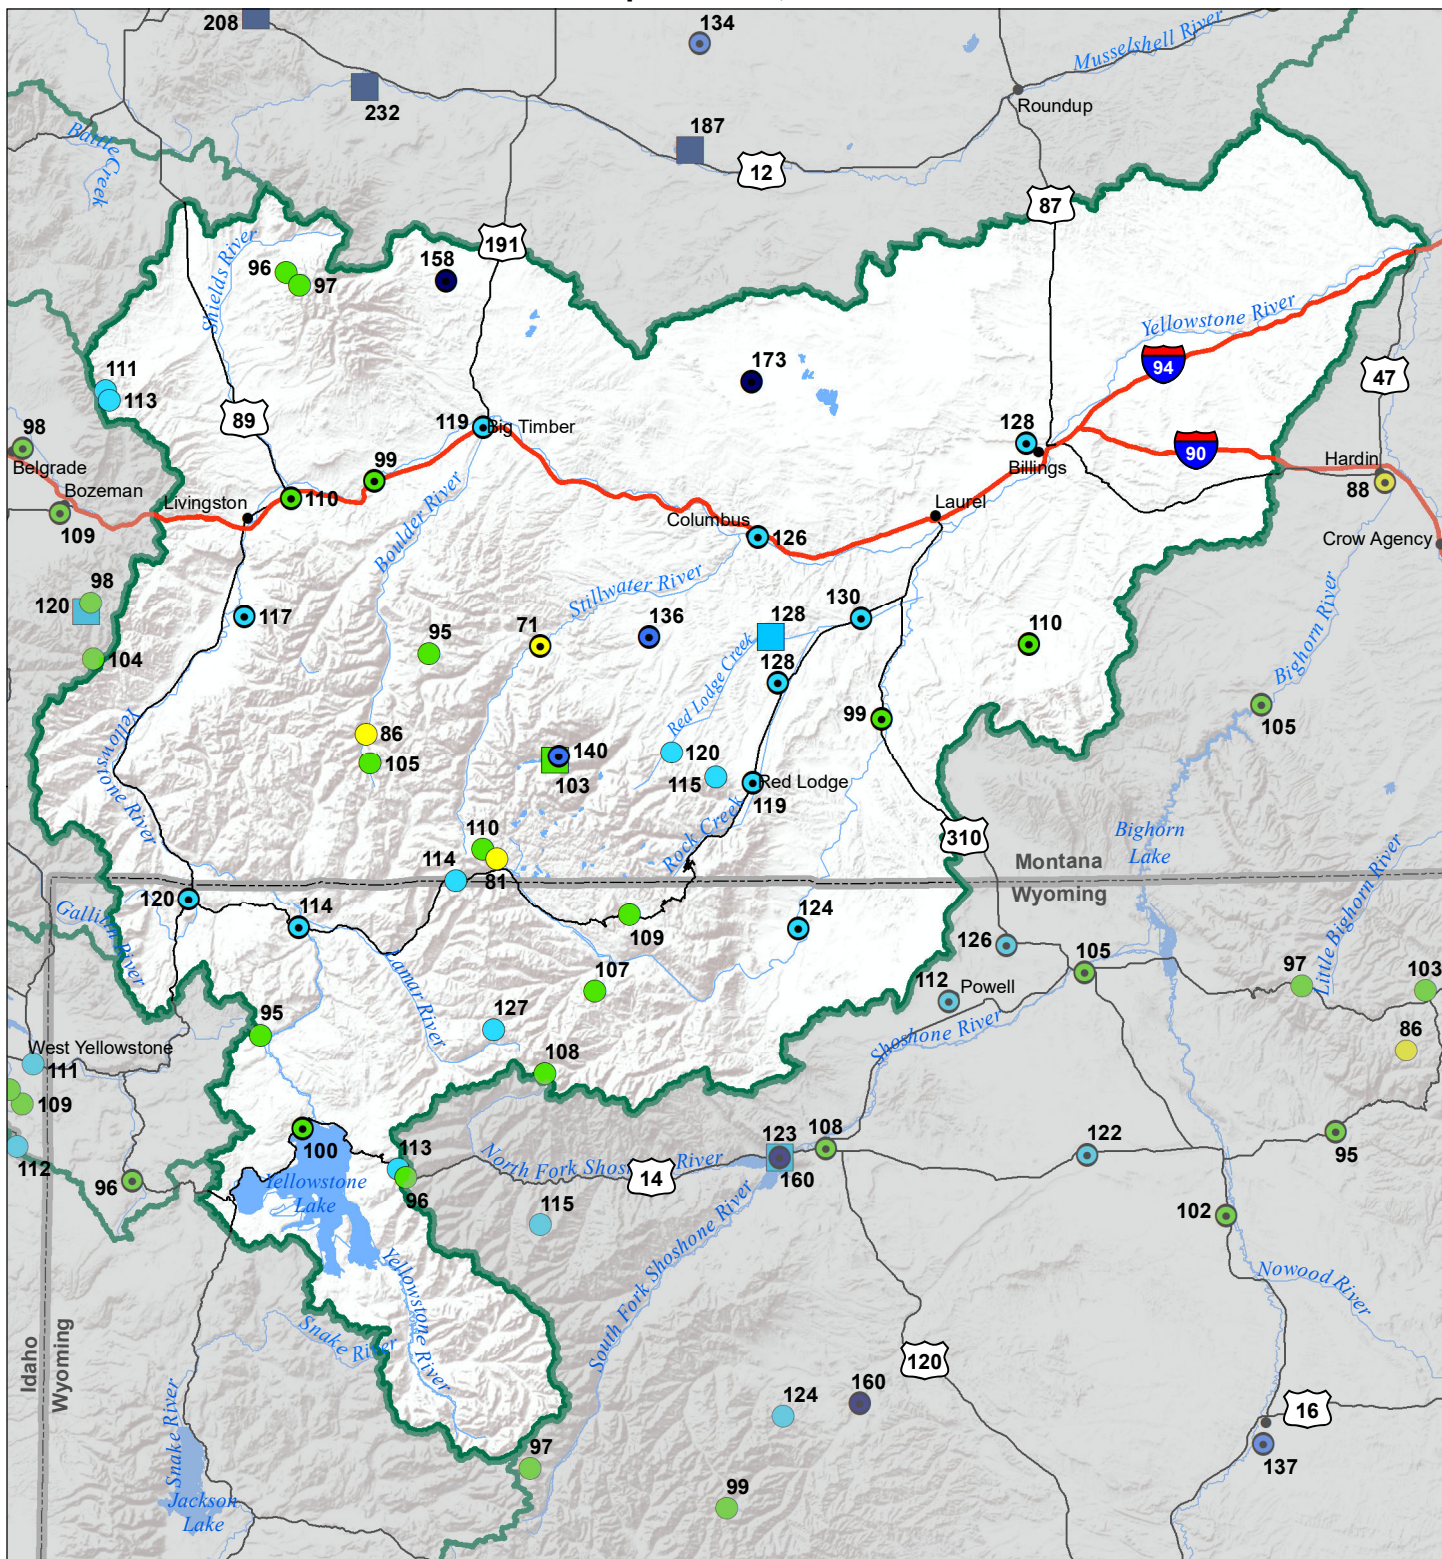 208
134
Musselshell River
232
Roundup
187
12
Battle
Creek
87
191
158
Shields River
96
97
47
Yellowstone River
94
173
111
113
89
119
Big Timber
128
Billings
90
Hardin
88
98
Belgrade
Bozeman
109
99
110
Livingston
Boulder River
Columbus
126
Laurel
Crow Agency
98
120
104
117
95
71
Stillwater River
136
128
130
128
110
Bighorn River
105
Red Lodge Creek
99
86
105
140
103
120
115
Red Lodge
119
Yellowstone River
Rock Creek
310
Bighorn
Lake
110
114
81
Montana
Wyoming
Little Bighorn River
120
114
Gallatin River
109
124
126
105
97
103
107
112
Powell
Lamar River
127
Shoshone River
95
108
86
West Yellowstone
111
109
112
96
100
113
96
Yellowstone
Lake
North Fork Shoshone River
14
123
160
108
122
95
115
102
South Fork Shoshone River
Yellowstone River
Nowood River
Snake River
Idaho
Wyoming
120
16
124
160
137
Snake River
97
99
Jackson
Lake